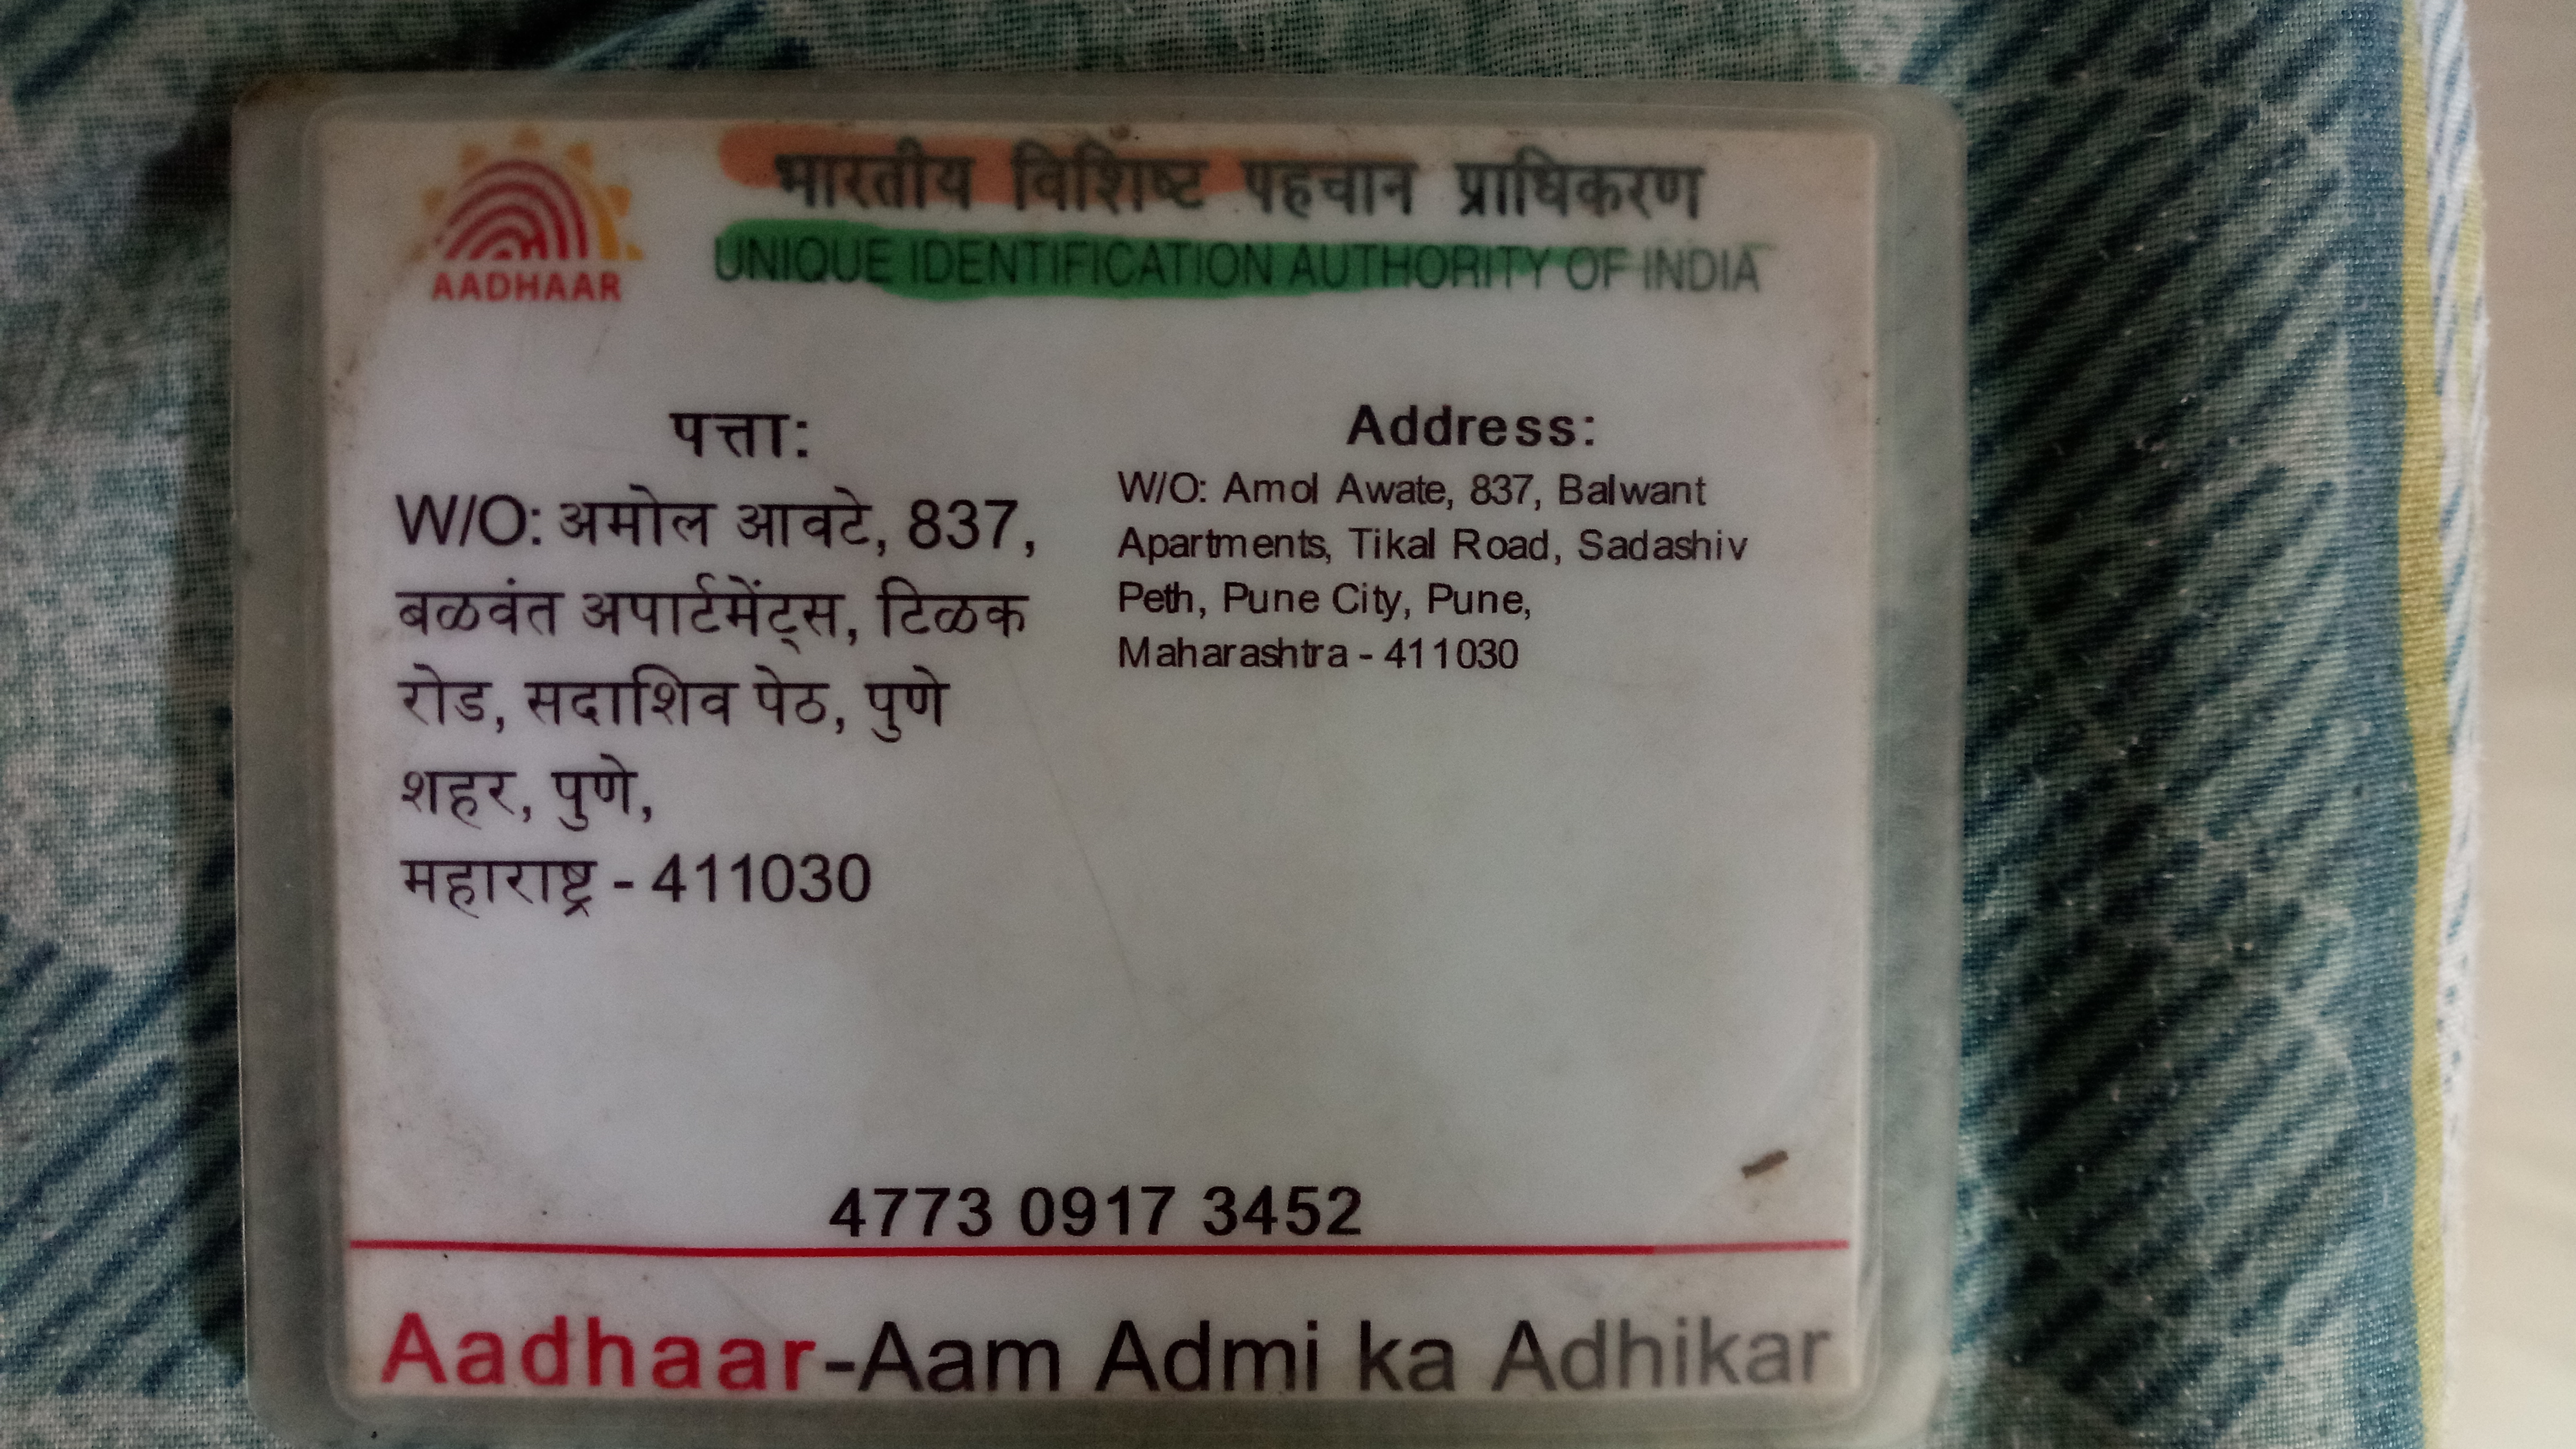 AADHAAR
भारतीय विशिष्ट पहचान प्राधिकरण
UNIQUE IDENTIFICATION AUTHORITY OF INDIA
पत्ता:
W/O: अमोल आवटे, 837,
बळवंत अपार्टमेंट्स, टिळक
रोड, सदाशिव पेठ, पुणे
शहर, पुणे,
महाराष्ट्र - 411030
Address:
W/O: Amol Awate, 837, Balwant
Apartments, Tikal Road, Sadashiv
Peth, Pune City, Pune,
Maharashtra - 411030
4773 0917 3452
Aadhaar-Aam Admi ka Adhikar